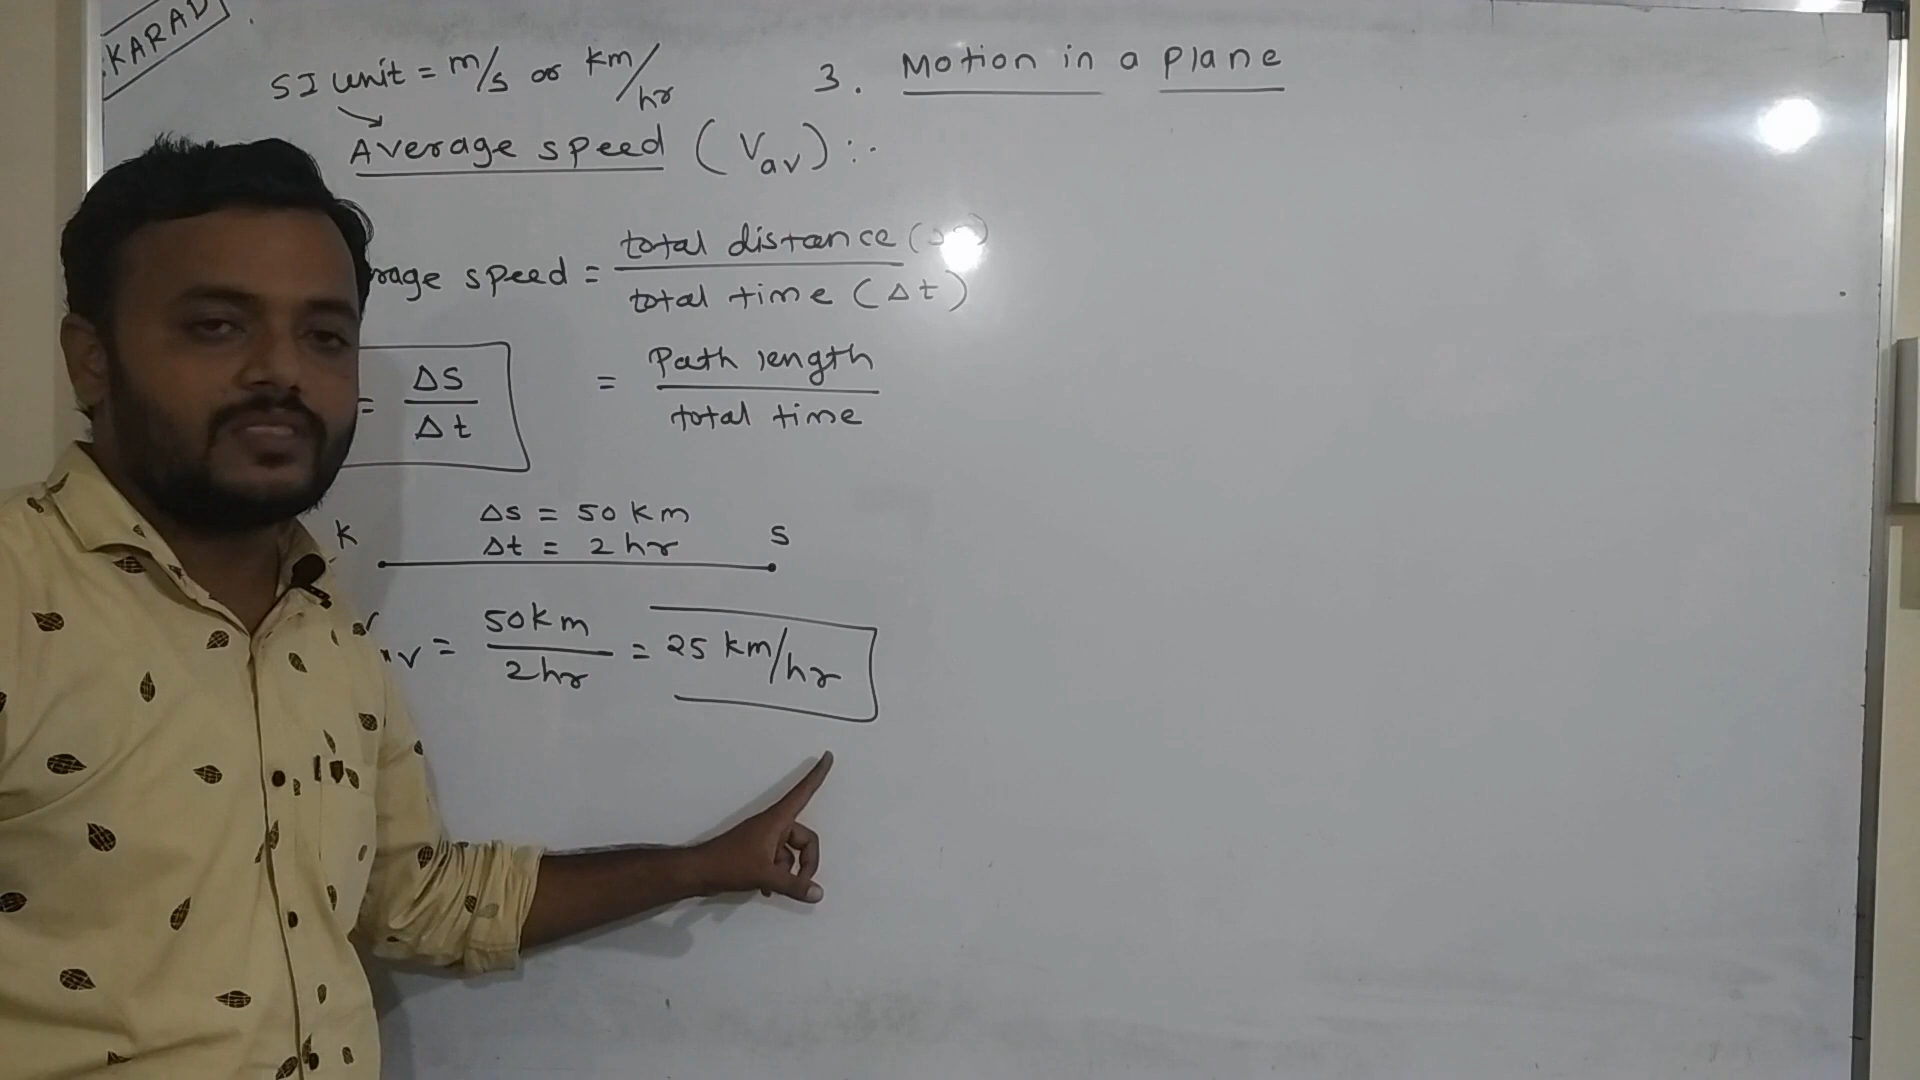 KARAD
SI unit = m/s or km/hr
3. Motion in a plane
Average speed (Vav) :-
rage speed = total distance (
total time (Δt)
= Δs/Δt
= Path length/total time
K
Δs = 50 km
Δt = 2 hr
S
v = 50km/2hr = 25 km/hr